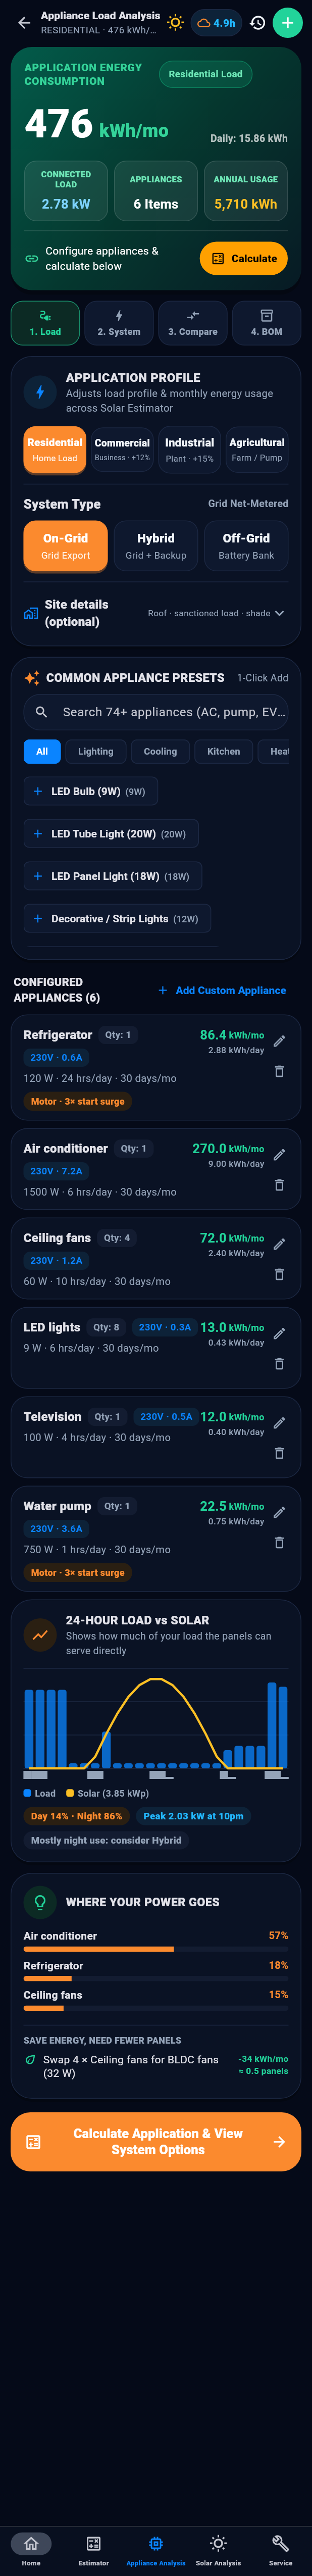 Appliance Load Analysis
RESIDENTIAL · 476 kWh/...
4.9h
APPLICATION ENERGY
CONSUMPTION
Residential Load
476 kWh/mo
Daily: 15.86 kWh
CONNECTED
LOAD
2.78 kW
APPLIANCES
6 Items
ANNUAL USAGE
5,710 kWh
Configure appliances &
calculate below
Calculate
1. Load
2. System
3. Compare
4. BOM
APPLICATION PROFILE
Adjusts load profile & monthly energy usage
across Solar Estimator
Residential
Home Load
Commercial
Business · +12%
Industrial
Plant · +15%
Agricultural
Farm / Pump
System Type
Grid Net-Metered
On-Grid
Grid Export
Hybrid
Grid + Backup
Off-Grid
Battery Bank
Site details
(optional)
Roof · sanctioned load · shade
COMMON APPLIANCE PRESETS
1-Click Add
Search 74+ appliances (AC, pump, EV...
All
Lighting
Cooling
Kitchen
Heat
LED Bulb (9W) (9W)
LED Tube Light (20W) (20W)
LED Panel Light (18W) (18W)
Decorative / Strip Lights (12W)
CONFIGURED
APPLIANCES (6)
+ Add Custom Appliance
Refrigerator Qty: 1
86.4 kWh/mo
230V · 0.6A
2.88 kWh/day
120 W · 24 hrs/day · 30 days/mo
Motor · 3× start surge
Air conditioner Qty: 1
270.0 kWh/mo
230V · 7.2A
9.00 kWh/day
1500 W · 6 hrs/day · 30 days/mo
Ceiling fans Qty: 4
72.0 kWh/mo
230V · 1.2A
2.40 kWh/day
60 W · 10 hrs/day · 30 days/mo
LED lights Qty: 8 230V · 0.3A 13.0 kWh/mo
9 W · 6 hrs/day · 30 days/mo
0.43 kWh/day
Television Qty: 1 230V · 0.5A 12.0 kWh/mo
100 W · 4 hrs/day · 30 days/mo
0.40 kWh/day
Water pump Qty: 1
22.5 kWh/mo
230V · 3.6A
0.75 kWh/day
750 W · 1 hrs/day · 30 days/mo
Motor · 3× start surge
24-HOUR LOAD vs SOLAR
Shows how much of your load the panels can
serve directly
Load
Solar (3.85 kWp)
Day 14% · Night 86%
Peak 2.03 kW at 10pm
Mostly night use: consider Hybrid
WHERE YOUR POWER GOES
Air conditioner 57%
Refrigerator 18%
Ceiling fans 15%
SAVE ENERGY, NEED FEWER PANELS
Swap 4 × Ceiling fans for BLDC fans
(32 W)
-34 kWh/mo
≈ 0.5 panels
Calculate Application & View
System Options
Home
Estimator
Appliance Analysis
Solar Analysis
Service